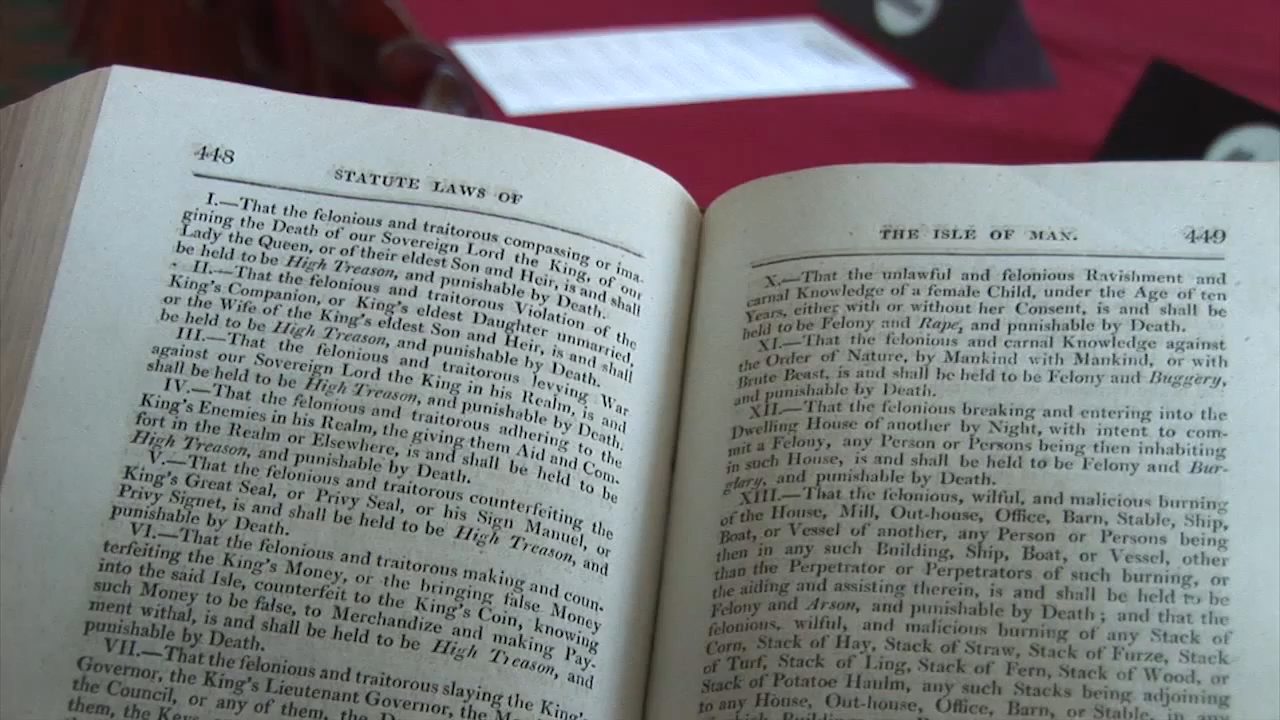 448
STATUTE LAWS OF
I.—That the felonious and traitorous compassing or ima-
gining the Death of our Sovereign Lord the King, of our
Lady the Queen, or of their eldest Son and Heir, is and shall
be held to be High Treason, and punishable by Death.
II.—That the felonious and traitorous Violation of the
King's Companion, or King's eldest Daughter unmarried,
or the Wife of the King's eldest Son and Heir, is and shall
be held to be High Treason, and punishable by Death.
III.—That the felonious and traitorous levying War
against our Sovereign Lord the King in his Realm, is and
shall be held to be High Treason, and punishable by Death.
IV.—That the felonious and traitorous adhering to the
King's Enemies in his Realm, the giving them Aid and Com-
fort in the Realm or Elsewhere, is and shall be held to be
High Treason, and punishable by Death.
V.—That the felonious and traitorous counterfeiting the
King's Great Seal, or Privy Seal, or his Sign Manuel, or
Privy Signet, is and shall be held to be High Treason, and
punishable by Death.
VI.—That the felonious and traitorous making and coun-
terfeiting the King's Money, or the bringing false Money
into the said Isle, counterfeit to the King's Coin, knowing
such Money to be false, to Merchandize and making Pay-
ment withal, is and shall be held to be High Treason, and
punishable by Death.
VII.—That the felonious and traitorous slaying the King's
Governor, the King's Lieutenant Governor, the
the Council, or any of them, the
them, the
THE ISLE OF MAN.
449
X.—That the unlawful and felonious Ravishment and
carnal Knowledge of a female Child, under the Age of ten
Years, either with or without her Consent, is and shall be
held to be Felony and Rape, and punishable by Death.
XI.—That the felonious and carnal Knowledge against
the Order of Nature, by Mankind with Mankind, or with
Brute Beast, is and shall be held to be Felony and Buggery,
and punishable by Death.
XII.—That the felonious breaking and entering into the
Dwelling House of another by Night, with intent to com-
mit a Felony, any Person or Persons being then inhabiting
in such House, is and shall be held to be Felony and Bur-
glary, and punishable by Death.
XIII.—That the felonious, wilful, and malicious burning
of the House, Mill, Out-house, Office, Barn, Stable, Ship,
Boat, or Vessel of another, any Person or Persons being
then in any such Building, Ship, Boat, or Vessel, other
than the Perpetrator or Perpetrators of such burning, or
the aiding and assisting therein, is and shall be held to be
Felony and Arson, and punishable by Death; and that the
felonious, wilful, and malicious burning of any Stack of
Corn, Stack of Hay, Stack of Straw, Stack of Furze, Stack
of Turf, Stack of Ling, Stack of Fern, Stack of Wood, or
Stack of Potatoe Haulm, any such Stacks being adjoining
to any House, Out-house, Office, Barn, or Stable, in